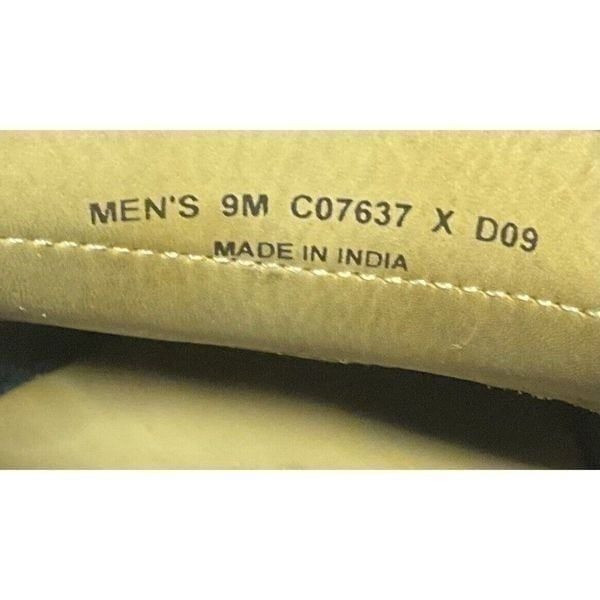 MEN'S 9M C07637 X D09
MADE IN INDIA